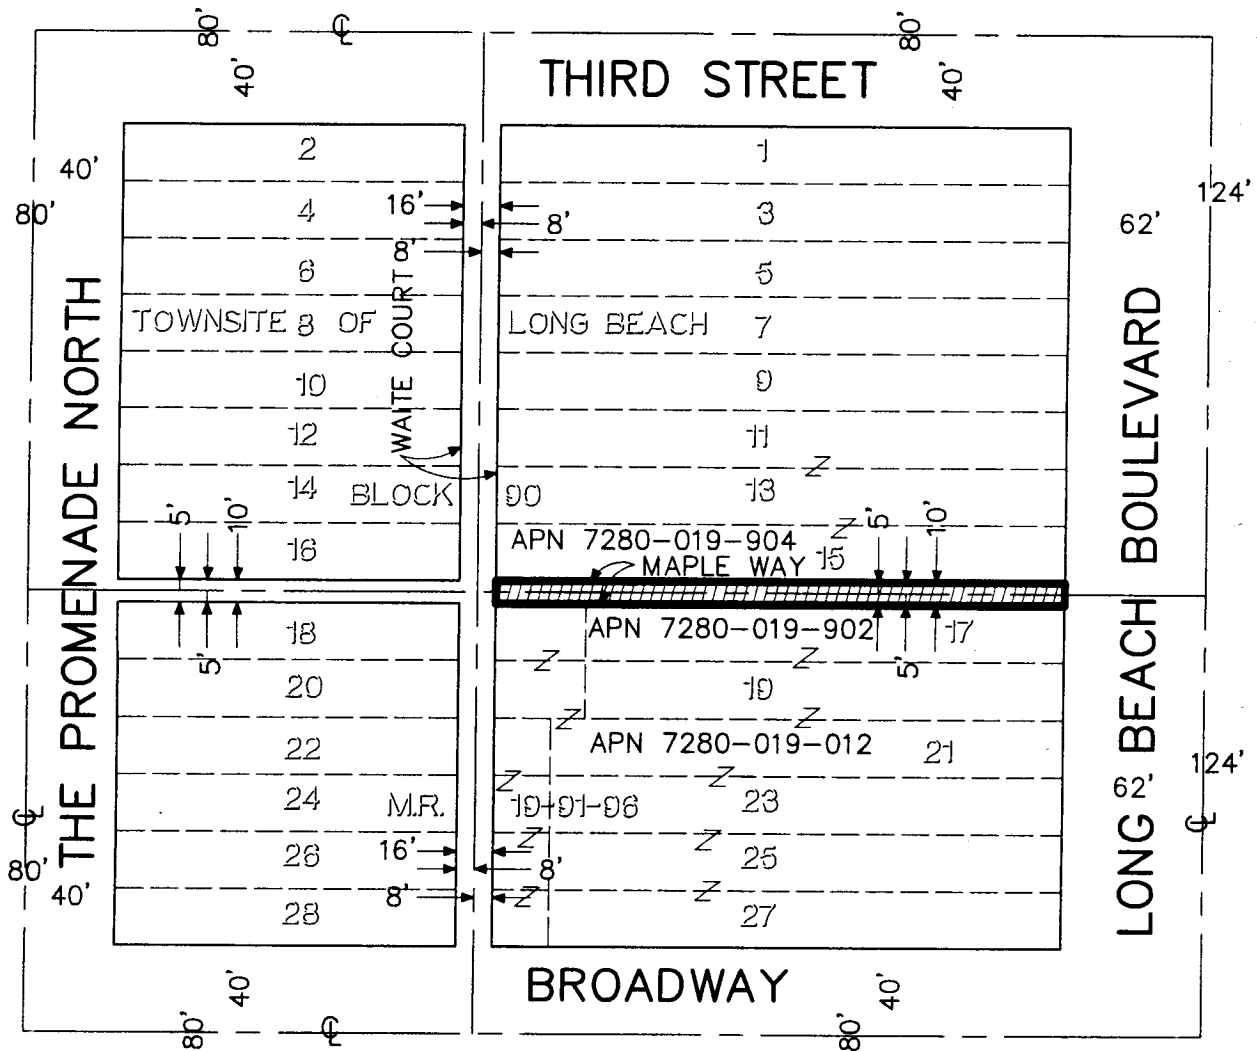 80' ℄ 80'
40' THIRD STREET 40'
2 1
40'
80' 4 16' 8' 3 62' 124'
8'
6 5
TOWNSITE 8 OF LONG BEACH 7
10 9
WAITE COURT
12 11
Z
14 BLOCK 90 13
5' 10' Z 5' 10'
16 APN 7280-019-904 15
MAPLE WAY
18 APN 7280-019-902 17
5' Z Z 5'
20 19
Z Z
22 APN 7280-019-012 21
124'
Z Z 62'
24 M.R. 19-91-96 23
℄ ℄
Z Z
26 16' 8' 25
80'
40' 8' Z Z
28 27
THE PROMENADE NORTH
LONG BEACH BOULEVARD
40' BROADWAY 40'
80' ℄ 80'